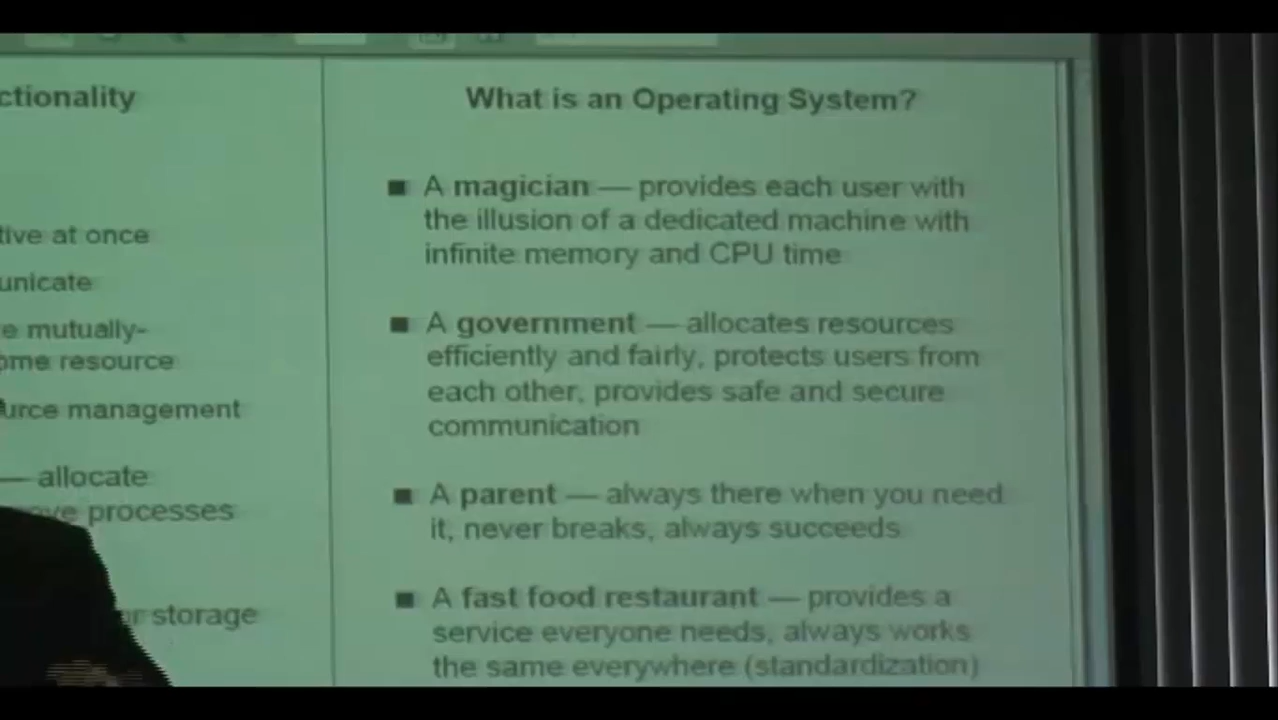 ctionality
tive at once
unicate
e mutually-
ome resource
urce management
— allocate
ove processes
or storage
What is an Operating System?
■ A magician — provides each user with
the illusion of a dedicated machine with
infinite memory and CPU time
■ A government — allocates resources
efficiently and fairly, protects users from
each other, provides safe and secure
communication
■ A parent — always there when you need
it, never breaks, always succeeds
■ A fast food restaurant — provides a
service everyone needs, always works
the same everywhere (standardization)